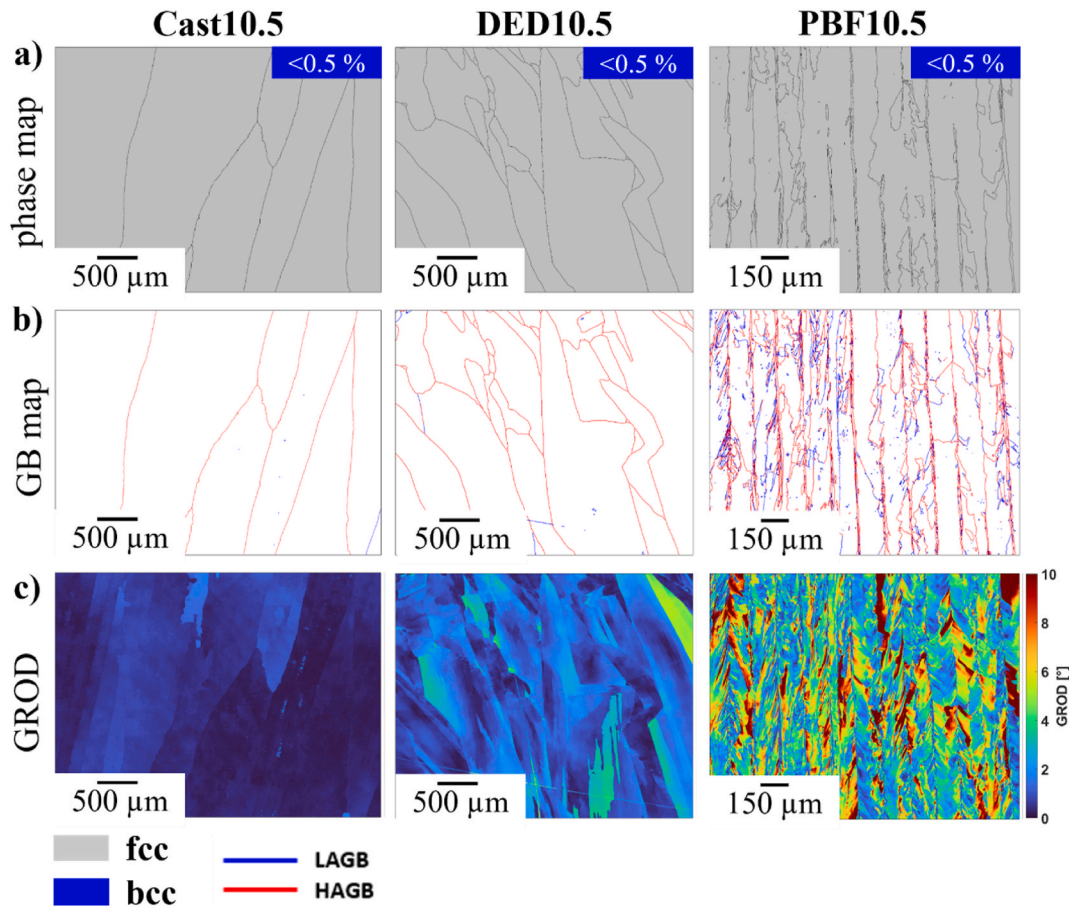 Cast10.5 DED10.5 PBF10.5
a) <0.5 % <0.5 % <0.5 %
phase map
500 µm 500 µm 150 µm
b)
GB map
500 µm 500 µm 150 µm
c) 10
8
6
4
2
0
GROD [°]
GROD
500 µm 500 µm 150 µm
fcc LAGB
bcc HAGB